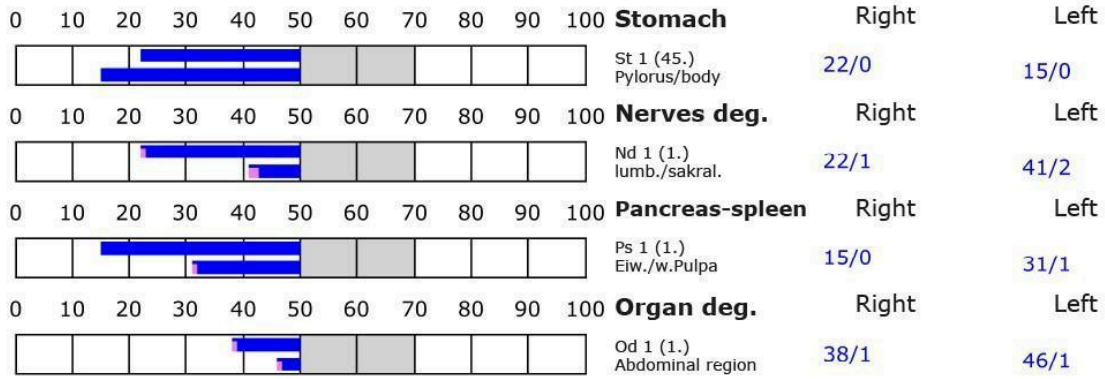 0 10 20 30 40 50 60 70 80 90 100 Stomach Right Left
St 1 (45.) 22/0 15/0
Pylorus/body
0 10 20 30 40 50 60 70 80 90 100 Nerves deg. Right Left
Nd 1 (1.) 22/1 41/2
lumb./sakral.
0 10 20 30 40 50 60 70 80 90 100 Pancreas-spleen Right Left
Ps 1 (1.) 15/0 31/1
Eiw./w.Pulpa
0 10 20 30 40 50 60 70 80 90 100 Organ deg. Right Left
Od 1 (1.) 38/1 46/1
Abdominal region